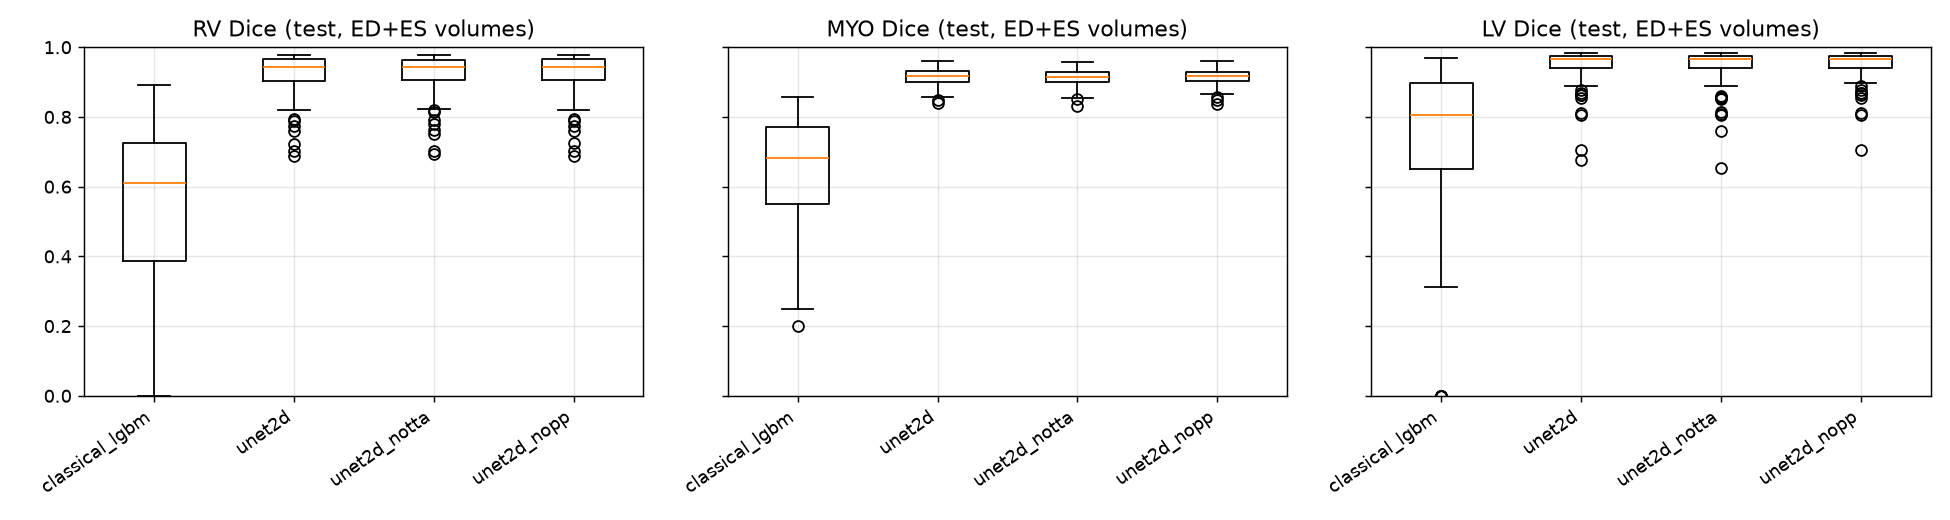 RV Dice (test, ED+ES volumes)
MYO Dice (test, ED+ES volumes)
LV Dice (test, ED+ES volumes)
1.0
0.8
0.6
0.4
0.2
0.0
classical_lgbm
unet2d
unet2d_notta
unet2d_nopp
classical_lgbm
unet2d
unet2d_notta
unet2d_nopp
classical_lgbm
unet2d
unet2d_notta
unet2d_nopp